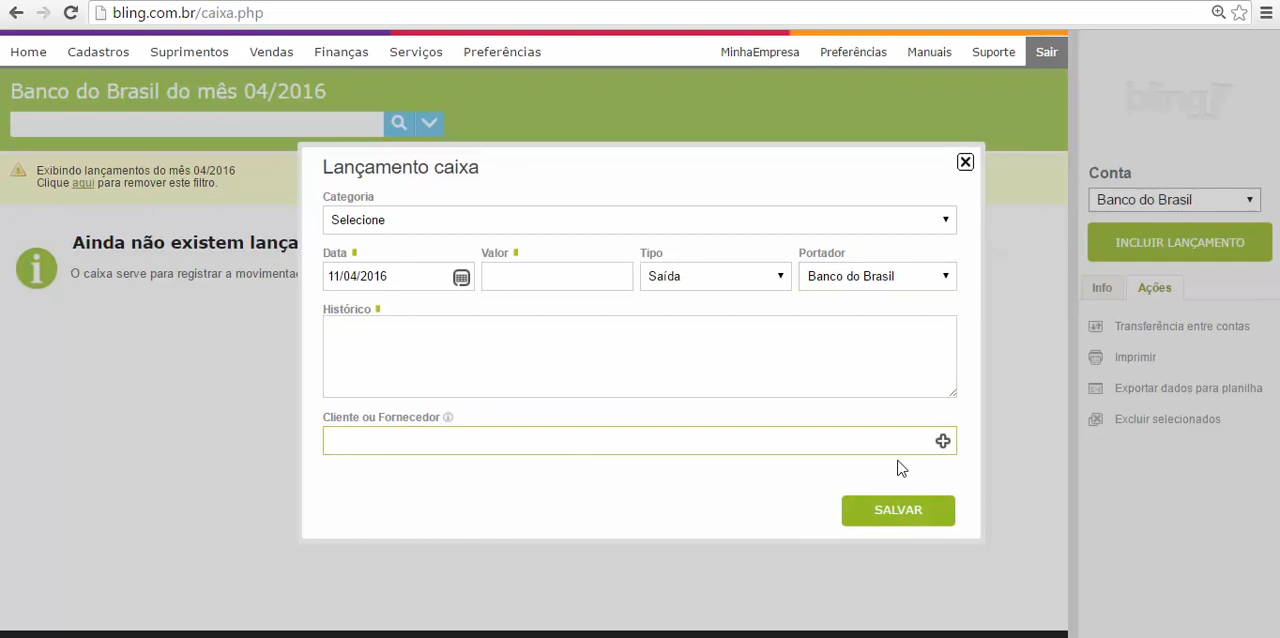 bling.com.br/caixa.php
Home Cadastros Suprimentos Vendas Finanças Serviços Preferências MinhaEmpresa Preferências Manuais Suporte Sair
Banco do Brasil do mês 04/2016
bling!
Exibindo lançamentos do mês 04/2016
Clique aqui para remover este filtro.
Ainda não existem lança
O caixa serve para registrar a movimenta
Lançamento caixa
Categoria
Selecione
Data Valor Tipo Portador
11/04/2016 Saída Banco do Brasil
Histórico
Cliente ou Fornecedor
SALVAR
Conta
Banco do Brasil
INCLUIR LANÇAMENTO
Info Ações
Transferência entre contas
Imprimir
Exportar dados para planilha
Excluir selecionados